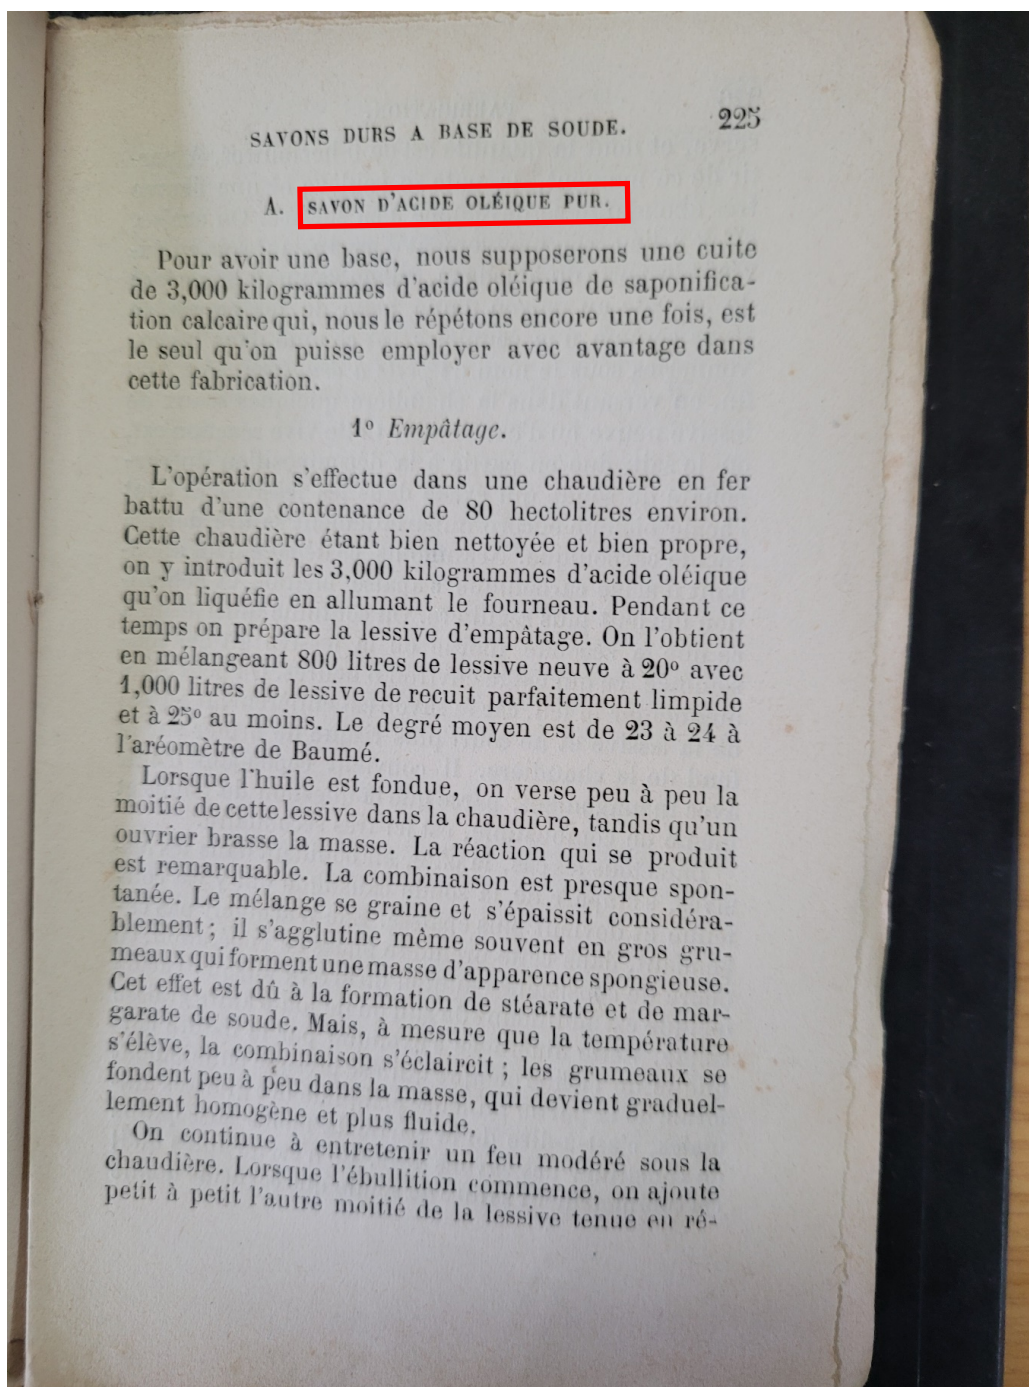 SAVONS DURS A BASE DE SOUDE. 225
A. SAVON D'ACIDE OLÉIQUE PUR.
Pour avoir une base, nous supposerons une cuite
de 3,000 kilogrammes d'acide oléique de saponifica-
tion calcaire qui, nous le répétons encore une fois, est
le seul qu'on puisse employer avec avantage dans
cette fabrication.
1º Empâtage.
L'opération s'effectue dans une chaudière en fer
battu d'une contenance de 80 hectolitres environ.
Cette chaudière étant bien nettoyée et bien propre,
on y introduit les 3,000 kilogrammes d'acide oléique
qu'on liquéfie en allumant le fourneau. Pendant ce
temps on prépare la lessive d'empâtage. On l'obtient
en mélangeant 800 litres de lessive neuve à 20º avec
1,000 litres de lessive de recuit parfaitement limpide
et à 25º au moins. Le degré moyen est de 23 à 24 à
l'aréomètre de Baumé.
Lorsque l'huile est fondue, on verse peu à peu la
moitié de cette lessive dans la chaudière, tandis qu'un
ouvrier brasse la masse. La réaction qui se produit
est remarquable. La combinaison est presque spon-
tanée. Le mélange se graine et s'épaissit considéra-
blement ; il s'agglutine même souvent en gros gru-
meaux qui forment une masse d'apparence spongieuse.
Cet effet est dû à la formation de stéarate et de mar-
garate de soude. Mais, à mesure que la température
s'élève, la combinaison s'éclaircit ; les grumeaux se
fondent peu à peu dans la masse, qui devient graduel-
lement homogène et plus fluide.
On continue à entretenir un feu modéré sous la
chaudière. Lorsque l'ébullition commence, on ajoute
petit à petit l'autre moitié de la lessive tenue en ré-